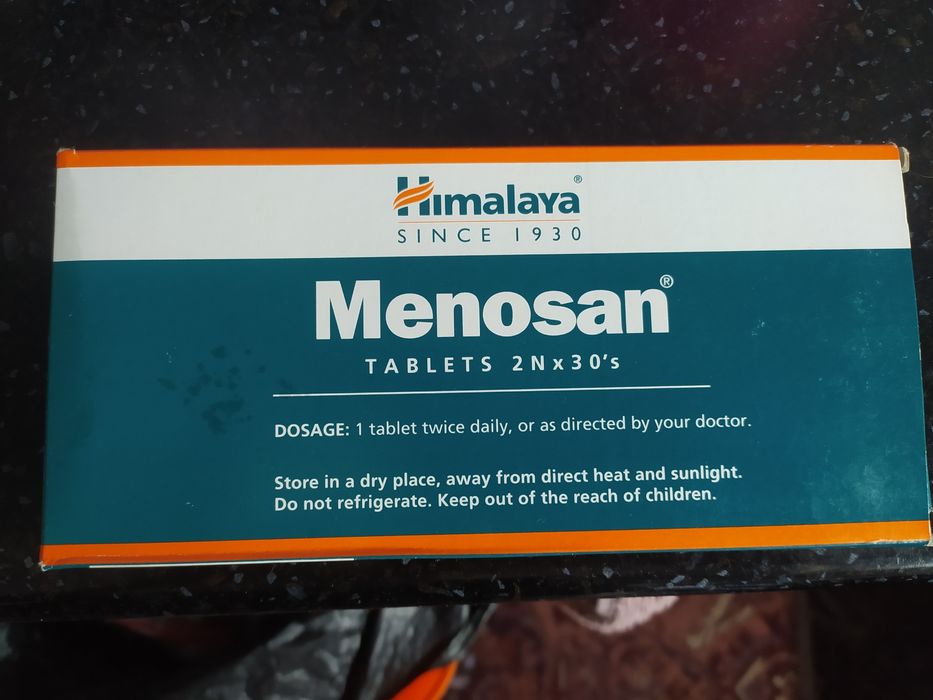 Himalaya®
SINCE 1930
Menosan®
TABLETS 2Nx30's
DOSAGE: 1 tablet twice daily, or as directed by your doctor.
Store in a dry place, away from direct heat and sunlight.
Do not refrigerate. Keep out of the reach of children.